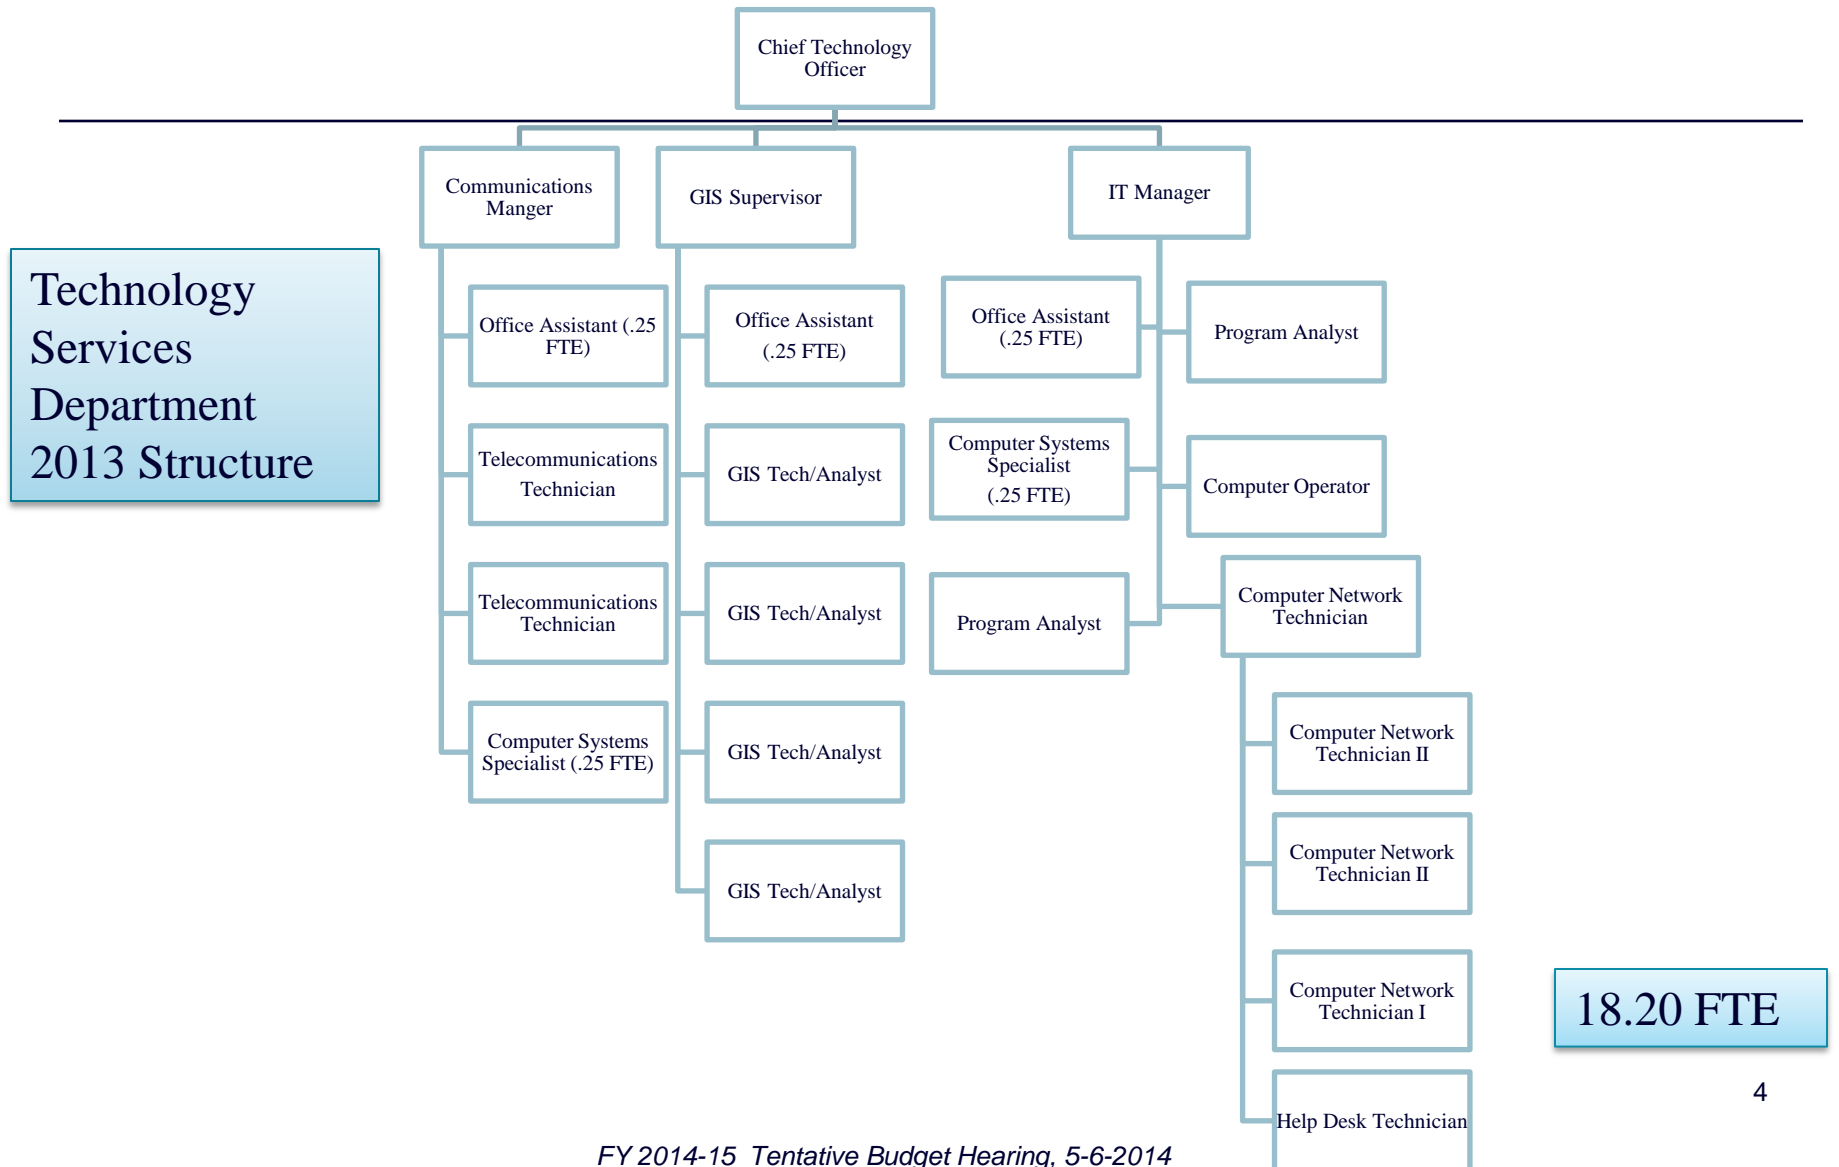 Chief Technology
Officer
Communications
Manger
GIS Supervisor
IT Manager
Technology
Services
Department
2013 Structure
Office Assistant (.25
FTE)
Telecommunications
Technician
Telecommunications
Technician
Computer Systems
Specialist (.25 FTE)
Office Assistant
(.25 FTE)
GIS Tech/Analyst
GIS Tech/Analyst
GIS Tech/Analyst
GIS Tech/Analyst
Office Assistant
(.25 FTE)
Computer Systems
Specialist
(.25 FTE)
Program Analyst
Program Analyst
Computer Operator
Computer Network
Technician
Computer Network
Technician II
Computer Network
Technician II
Computer Network
Technician I
Help Desk Technician
18.20 FTE
4
FY 2014-15 Tentative Budget Hearing, 5-6-2014